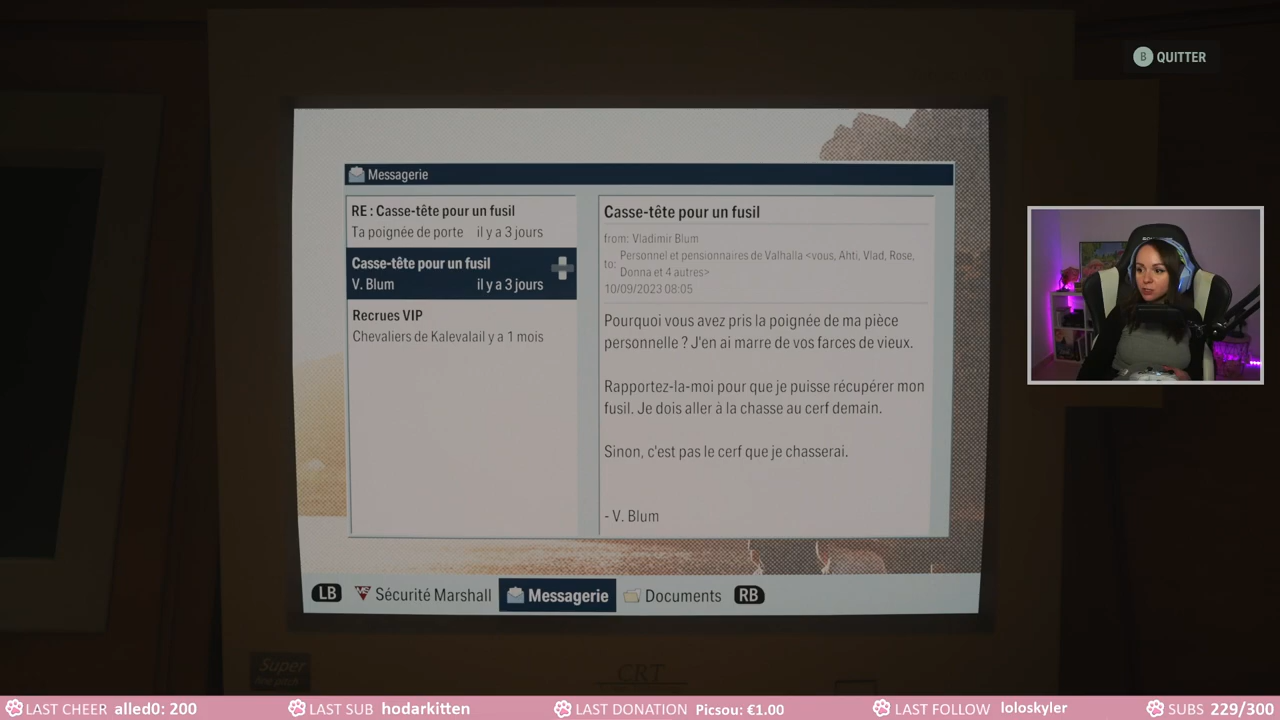 B QUITTER
Messagerie
RE : Casse-tête pour un fusil
Ta poignée de porte il y a 3 jours
Casse-tête pour un fusil
V. Blum il y a 3 jours
Recrues VIP
Chevaliers de Kalevalail y a 1 mois
Casse-tête pour un fusil
from: Vladimir Blum
to: Personnel et pensionnaires de Valhalla <vous, Ahti, Vlad, Rose,
Donna et 4 autres>
10/09/2023 08:05
Pourquoi vous avez pris la poignée de ma pièce
personnelle ? J'en ai marre de vos farces de vieux.
Rapportez-la-moi pour que je puisse récupérer mon
fusil. Je dois aller à la chasse au cerf demain.
Sinon, c'est pas le cerf que je chasserai.
- V. Blum
LB Sécurité Marshall Messagerie Documents RB
Super
CRT
LAST CHEER alled0: 200 LAST SUB hodarkitten LAST DONATION Picsou: €1.00 LAST FOLLOW loloskyler SUBS 229/300